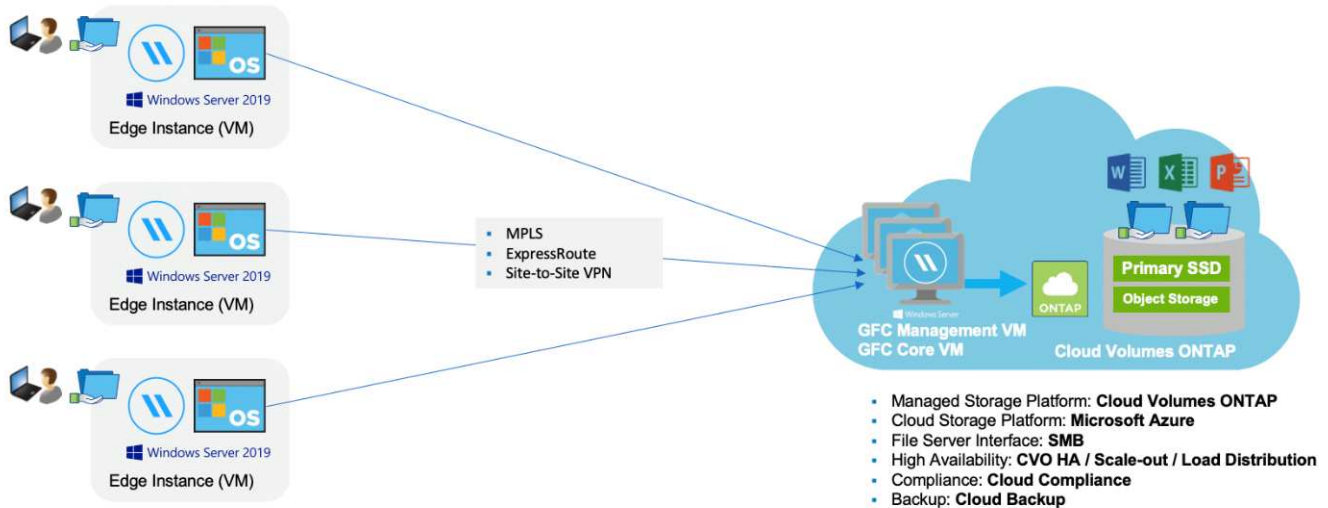 OS
Windows Server 2019
Edge Instance (VM)
OS
Windows Server 2019
Edge Instance (VM)
OS
Windows Server 2019
Edge Instance (VM)
MPLS
ExpressRoute
Site-to-Site VPN
W
X
P
Primary SSD
Object Storage
ONTAP
Windows Server
GFC Management VM
GFC Core VM
Cloud Volumes ONTAP
Managed Storage Platform: Cloud Volumes ONTAP
Cloud Storage Platform: Microsoft Azure
File Server Interface: SMB
High Availability: CVO HA / Scale-out / Load Distribution
Compliance: Cloud Compliance
Backup: Cloud Backup